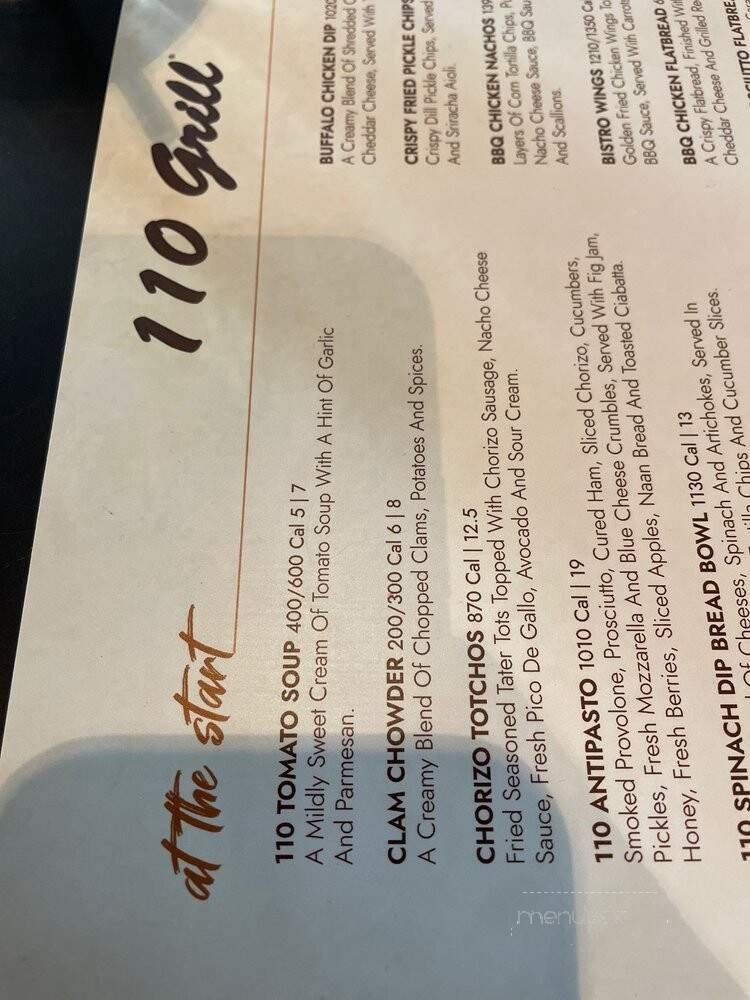 110 Grill
at the start
110 TOMATO SOUP 400/600 Cal 5 | 7
A Mildly Sweet Cream Of Tomato Soup With A Hint Of Garlic
And Parmesan.
CLAM CHOWDER 200/300 Cal 6 | 8
A Creamy Blend Of Chopped Clams, Potatoes And Spices.
CHORIZO TOTCHOS 870 Cal | 12.5
Fried Seasoned Tater Tots Topped With Chorizo Sausage, Nacho Cheese
Sauce, Fresh Pico De Gallo, Avocado And Sour Cream.
110 ANTIPASTO 1010 Cal | 19
Smoked Provolone, Prosciutto, Cured Ham, Sliced Chorizo, Cucumbers,
Pickles, Fresh Mozzarella And Blue Cheese Crumbles, Served With Fig Jam,
Honey, Fresh Berries, Sliced Apples, Naan Bread And Toasted Ciabatta.
110 SPINACH DIP BREAD BOWL 1130 Cal | 13
Of Cheeses, Spinach And Artichokes, Served In
Chips And Cucumber Slices.
BUFFALO CHICKEN DIP 1020
A Creamy Blend Of Shredded
Cheddar Cheese, Served With
CRISPY FRIED PICKLE CHIPS
Crispy Dill Pickle Chips, Served
And Sriracha Aioli.
BBQ CHICKEN NACHOS 139
Layers Of Corn Tortilla Chips,
Nacho Cheese Sauce, BBQ
And Scallions.
BISTRO WINGS 1210/1350
Golden Fried Chicken Wings
BBQ Sauce, Served With
BBQ CHICKEN FLATBREAD
A Crispy Flatbread, Finished
Cheddar Cheese And Grilled